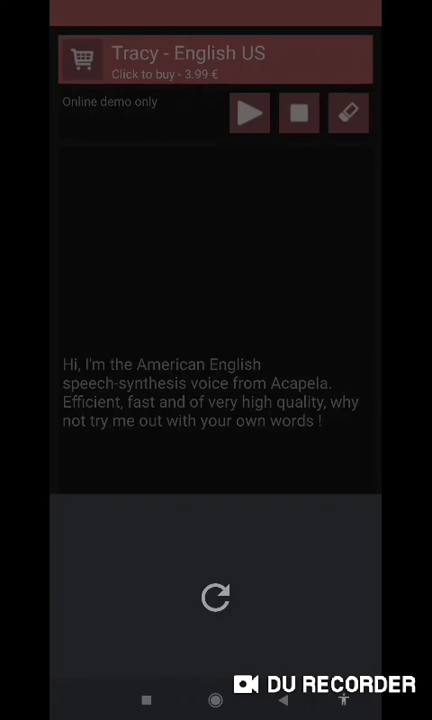 Tracy - English US
Click to buy - 3.99 €
Online demo only
Hi, I'm the American English
speech-synthesis voice from Acapela.
Efficient, fast and of very high quality, why
not try me out with your own words !
DU RECORDER